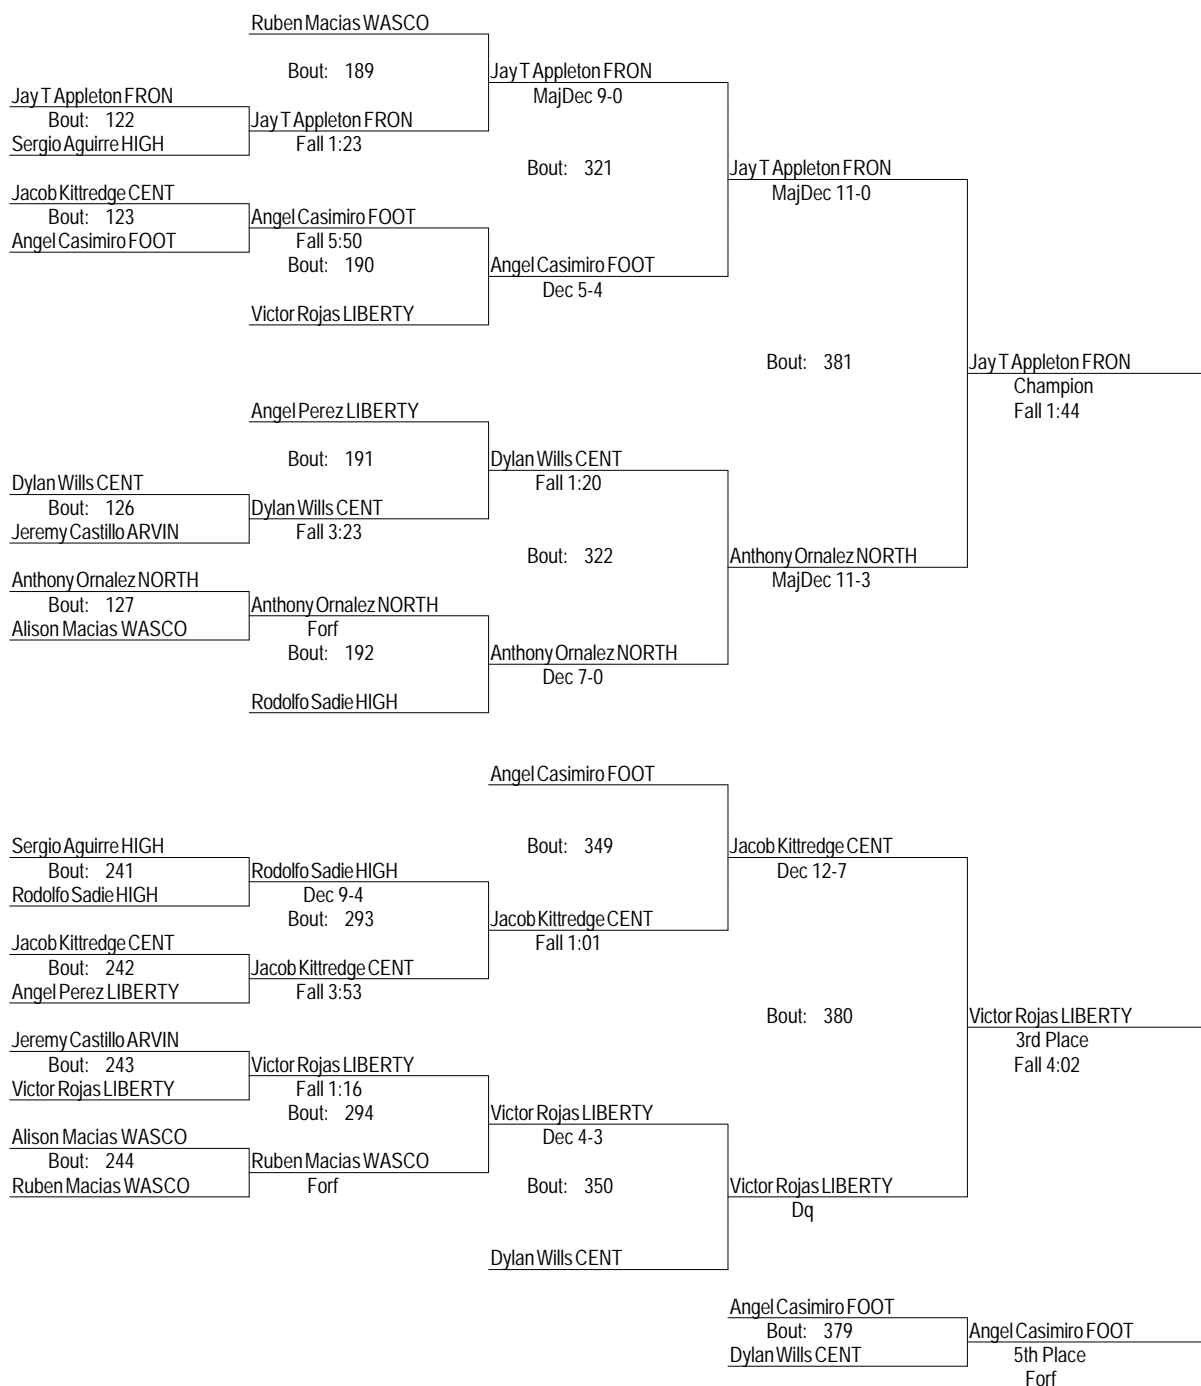 Ruben Macias WASCO
Bout: 189
Jay T Appleton FRON
MajDec 9-0
Jay T Appleton FRON
Bout: 122
Sergio Aguirre HIGH
Jay T Appleton FRON
Fall 1:23
Bout: 321
Jay T Appleton FRON
MajDec 11-0
Jacob Kittredge CENT
Bout: 123
Angel Casimiro FOOT
Angel Casimiro FOOT
Fall 5:50
Bout: 190
Angel Casimiro FOOT
Dec 5-4
Victor Rojas LIBERTY
Bout: 381
Jay T Appleton FRON
Champion
Fall 1:44
Angel Perez LIBERTY
Bout: 191
Dylan Wills CENT
Fall 1:20
Dylan Wills CENT
Bout: 126
Jeremy Castillo ARVIN
Dylan Wills CENT
Fall 3:23
Bout: 322
Anthony Ornalez NORTH
MajDec 11-3
Anthony Ornalez NORTH
Bout: 127
Alison Macias WASCO
Anthony Ornalez NORTH
Forf
Bout: 192
Anthony Ornalez NORTH
Dec 7-0
Rodolfo Sadie HIGH
Angel Casimiro FOOT
Bout: 349
Jacob Kittredge CENT
Dec 12-7
Sergio Aguirre HIGH
Bout: 241
Rodolfo Sadie HIGH
Rodolfo Sadie HIGH
Dec 9-4
Bout: 293
Jacob Kittredge CENT
Fall 1:01
Jacob Kittredge CENT
Bout: 242
Angel Perez LIBERTY
Jacob Kittredge CENT
Fall 3:53
Bout: 380
Victor Rojas LIBERTY
3rd Place
Fall 4:02
Jeremy Castillo ARVIN
Bout: 243
Victor Rojas LIBERTY
Victor Rojas LIBERTY
Fall 1:16
Bout: 294
Victor Rojas LIBERTY
Dec 4-3
Alison Macias WASCO
Bout: 244
Ruben Macias WASCO
Ruben Macias WASCO
Forf
Bout: 350
Victor Rojas LIBERTY
Dq
Dylan Wills CENT
Angel Casimiro FOOT
Bout: 379
Dylan Wills CENT
Angel Casimiro FOOT
5th Place
Forf